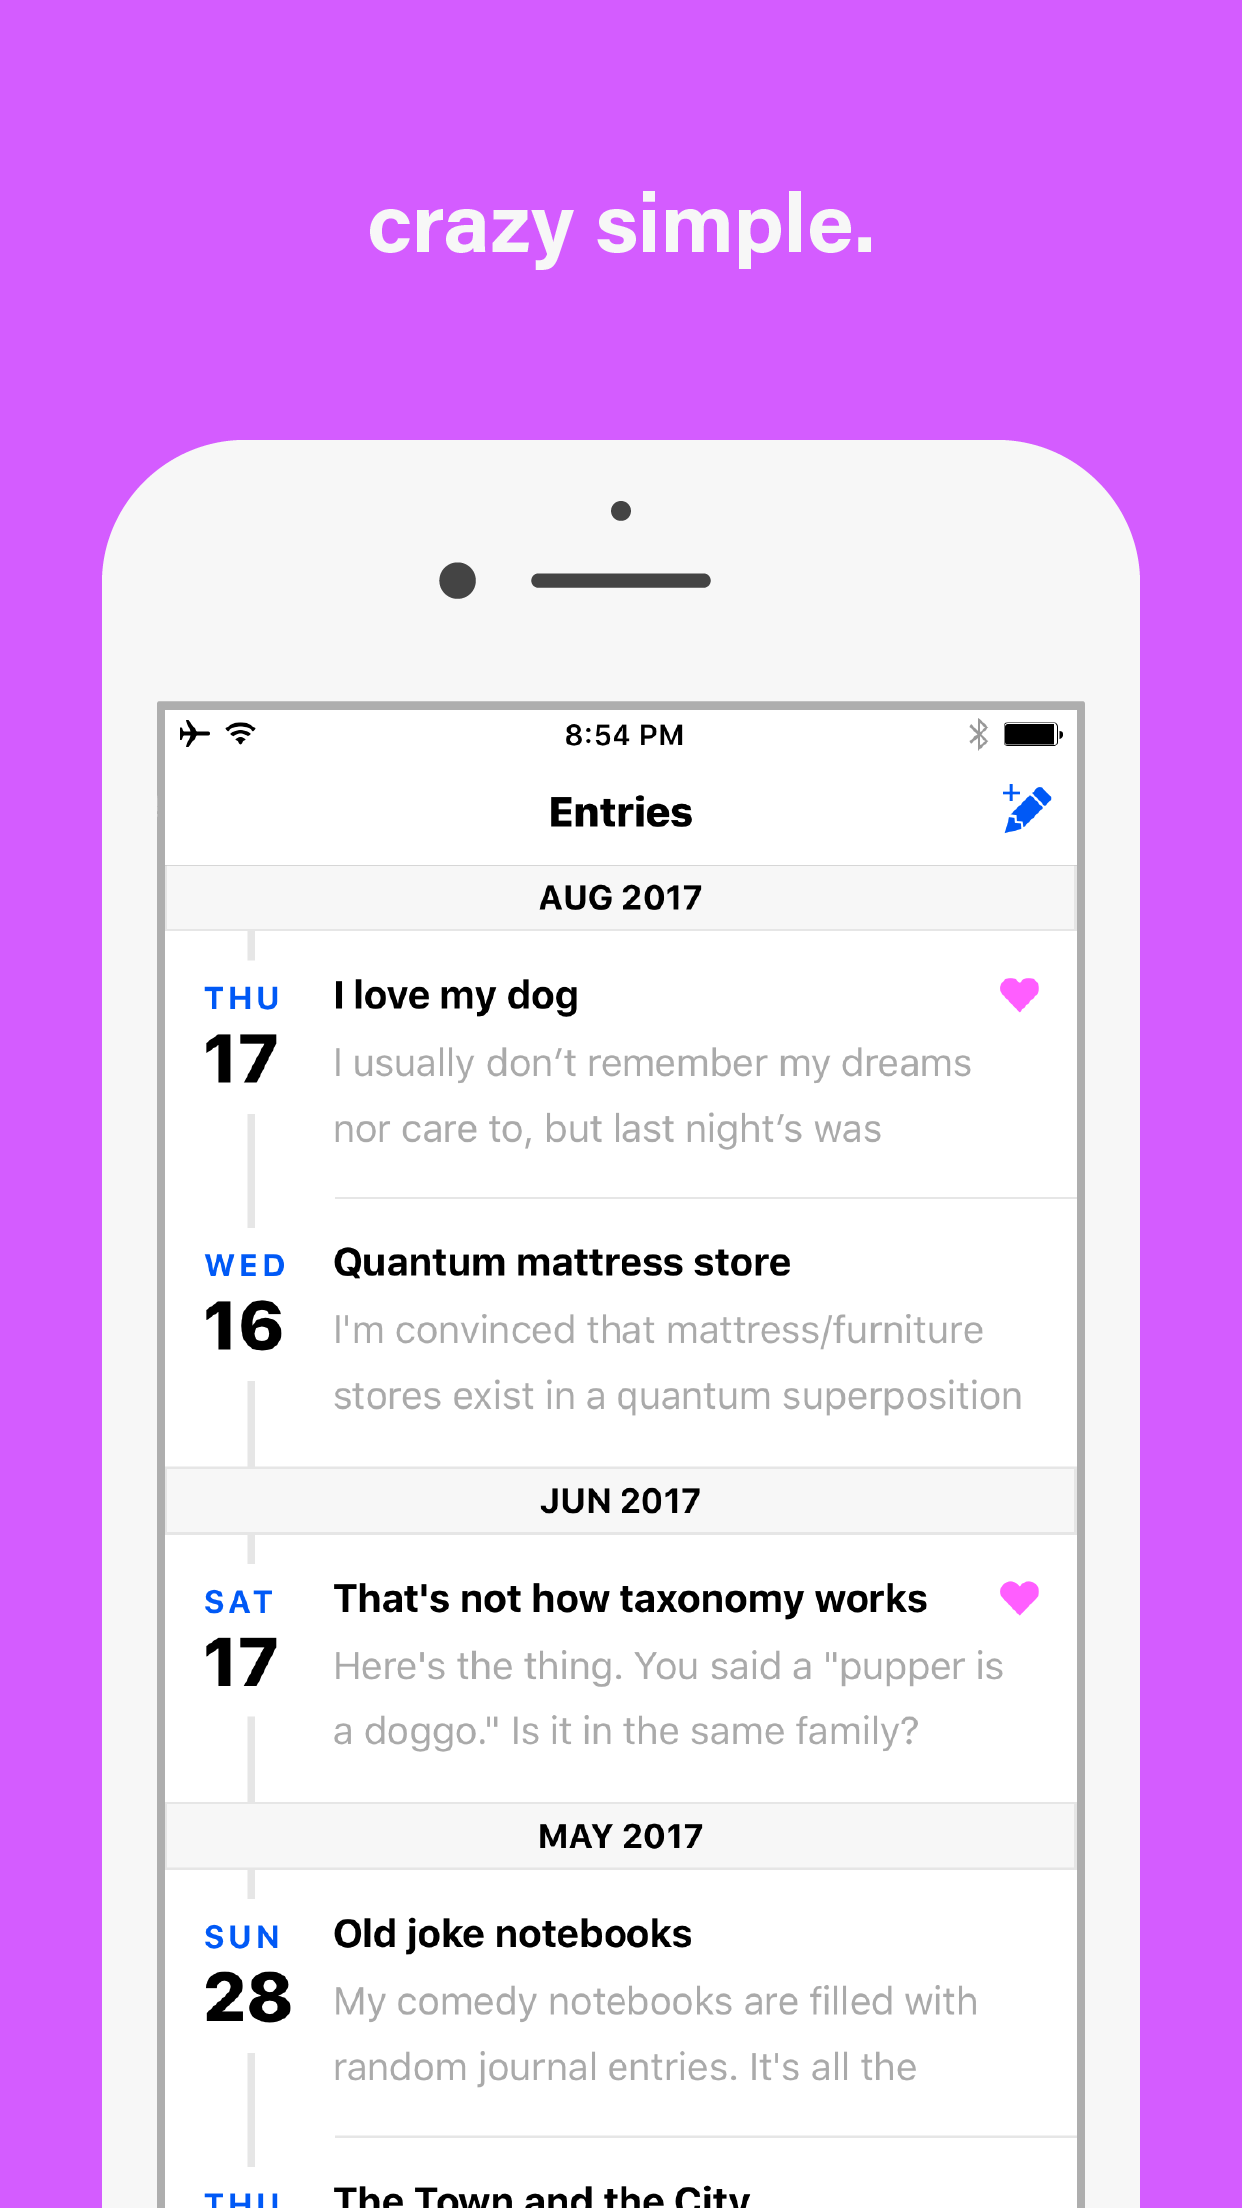 crazy simple.
8:54 PM
Entries
AUG 2017
THU
17
I love my dog
I usually don’t remember my dreams
nor care to, but last night’s was
WED
16
Quantum mattress store
I'm convinced that mattress/furniture
stores exist in a quantum superposition
JUN 2017
SAT
17
That's not how taxonomy works
Here's the thing. You said a "pupper is
a doggo." Is it in the same family?
MAY 2017
SUN
28
Old joke notebooks
My comedy notebooks are filled with
random journal entries. It's all the
THU
The Town and the City